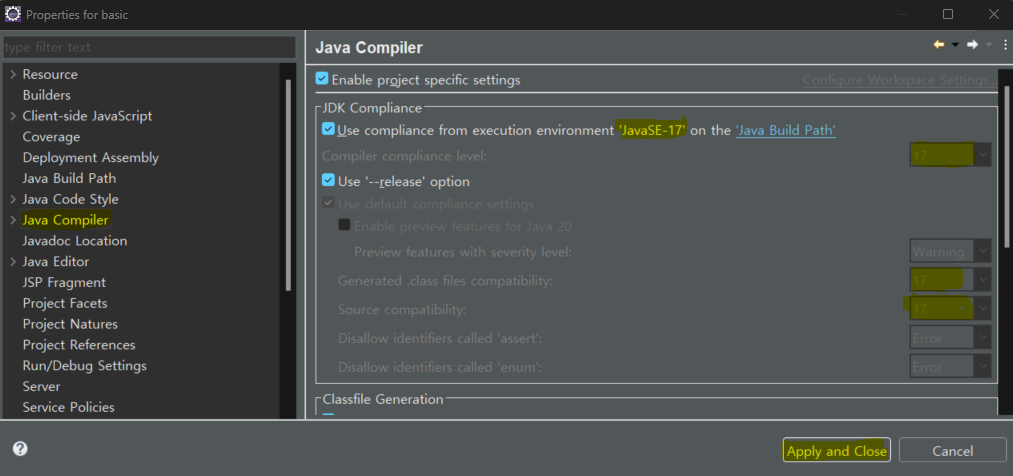 Properties for basic
type filter text
Resource
Builders
Client-side JavaScript
Coverage
Deployment Assembly
Java Build Path
Java Code Style
Java Compiler
Javadoc Location
Java Editor
JSP Fragment
Project Facets
Project Natures
Project References
Run/Debug Settings
Server
Service Policies
Java Compiler
Enable project specific settings
Configure Workspace Settings...
JDK Compliance
Use compliance from execution environment 'JavaSE-17' on the 'Java Build Path'
Compiler compliance level: 17
Use '--release' option
Use default compliance settings
Enable preview features for Java 20
Preview features with severity level: Warning
Generated .class files compatibility: 17
Source compatibility: 17
Disallow identifiers called 'assert': Error
Disallow identifiers called 'enum': Error
Classfile Generation
Apply and Close
Cancel